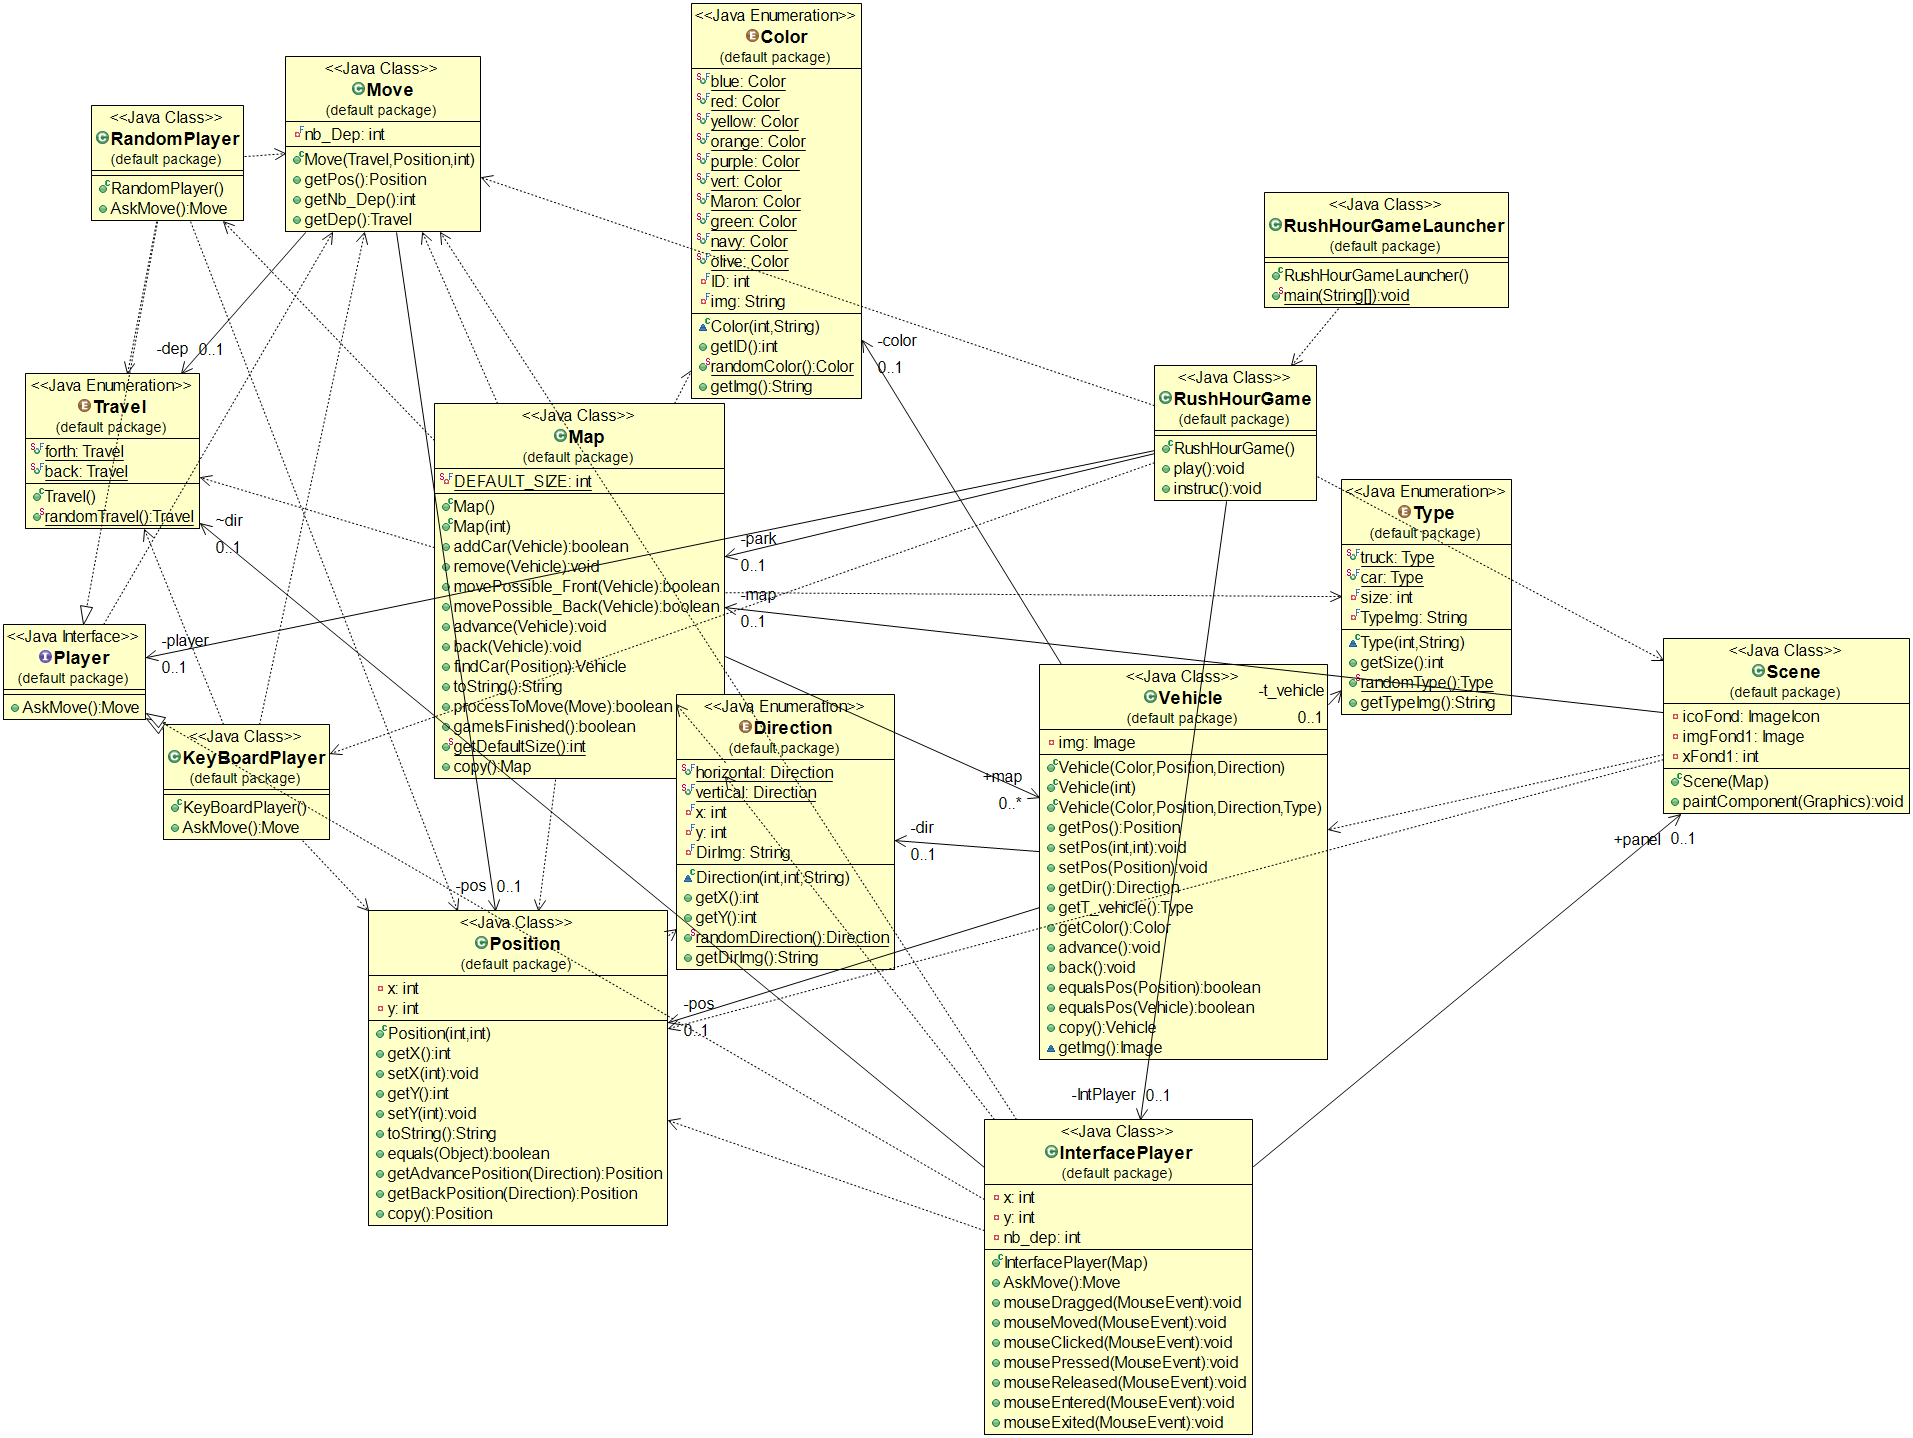 <<Java Enumeration>>
Color
(default package)
blue: Color
red: Color
yellow: Color
orange: Color
purple: Color
vert: Color
Maron: Color
green: Color
navy: Color
olive: Color
ID: int
img: String
Color(int,String)
getID():int
randomColor():Color
getImg():String
<<Java Class>>
Move
(default package)
nb_Dep: int
Move(Travel,Position,int)
getPos():Position
getNb_Dep():int
getDep():Travel
<<Java Class>>
RandomPlayer
(default package)
RandomPlayer()
AskMove():Move
<<Java Class>>
RushHourGameLauncher
(default package)
RushHourGameLauncher()
main(String[]):void
-dep 0..1
-color
0..1
<<Java Enumeration>>
Travel
(default package)
forth: Travel
back: Travel
Travel()
randomTravel():Travel
~dir
0..1
<<Java Class>>
Map
(default package)
DEFAULT_SIZE: int
Map()
Map(int)
addCar(Vehicle):boolean
remove(Vehicle):void
movePossible_Front(Vehicle):boolean
movePossible_Back(Vehicle):boolean
advance(Vehicle):void
back(Vehicle):void
findCar(Position):Vehicle
toString():String
processToMove(Move):boolean
gameIsFinished():boolean
getDefaultSize():int
copy():Map
<<Java Class>>
RushHourGame
(default package)
RushHourGame()
play():void
instruc():void
-park
0..1
-map
0..1
<<Java Enumeration>>
Type
(default package)
truck: Type
car: Type
size: int
TypeImg: String
Type(int,String)
getSize():int
randomType():Type
getTypeImg():String
<<Java Interface>>
Player
(default package)
AskMove():Move
-player
0..1
<<Java Class>>
KeyBoardPlayer
(default package)
KeyBoardPlayer()
AskMove():Move
<<Java Enumeration>>
Direction
(default package)
horizontal: Direction
vertical: Direction
x: int
y: int
DirImg: String
Direction(int,int,String)
getX():int
getY():int
randomDirection():Direction
getDirImg():String
+map
0..*
-dir
0..1
<<Java Class>>
Vehicle
(default package)
img: Image
Vehicle(Color,Position,Direction)
Vehicle(int)
Vehicle(Color,Position,Direction,Type)
getPos():Position
setPos(int,int):void
setPos(Position):void
getDir():Direction
getT_vehicle():Type
getColor():Color
advance():void
back():void
equalsPos(Position):boolean
equalsPos(Vehicle):boolean
copy():Vehicle
getImg():Image
-t_vehicle
0..1
<<Java Class>>
Scene
(default package)
icoFond: ImageIcon
imgFond1: Image
xFond1: int
Scene(Map)
paintComponent(Graphics):void
+panel 0..1
-pos 0..1
<<Java Class>>
Position
(default package)
x: int
y: int
Position(int,int)
getX():int
setX(int):void
getY():int
setY(int):void
toString():String
equals(Object):boolean
getAdvancePosition(Direction):Position
getBackPosition(Direction):Position
copy():Position
-pos
0..1
-IntPlayer 0..1
<<Java Class>>
InterfacePlayer
(default package)
x: int
y: int
nb_dep: int
InterfacePlayer(Map)
AskMove():Move
mouseDragged(MouseEvent):void
mouseMoved(MouseEvent):void
mouseClicked(MouseEvent):void
mousePressed(MouseEvent):void
mouseReleased(MouseEvent):void
mouseEntered(MouseEvent):void
mouseExited(MouseEvent):void